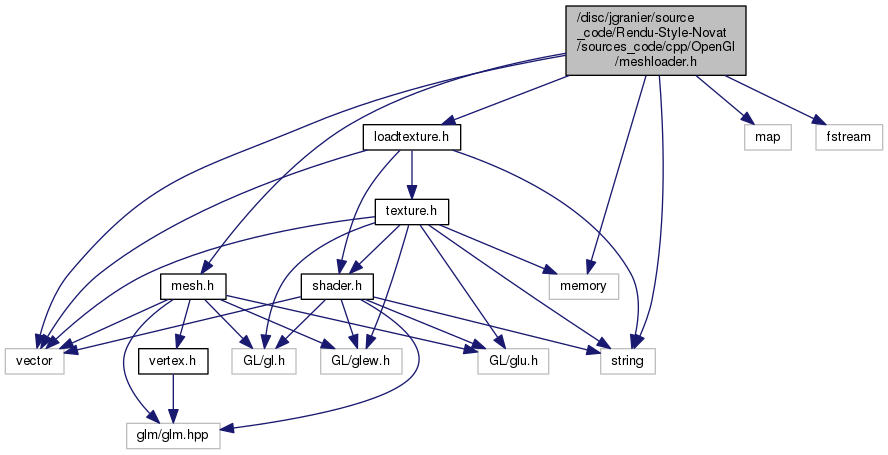 /disc/jgranier/source
_code/Rendu-Style-Novat
/sources_code/cpp/OpenGl
/meshloader.h
loadtexture.h
map
fstream
texture.h
mesh.h
shader.h
memory
vector
vertex.h
GL/gl.h
GL/glew.h
GL/glu.h
string
glm/glm.hpp